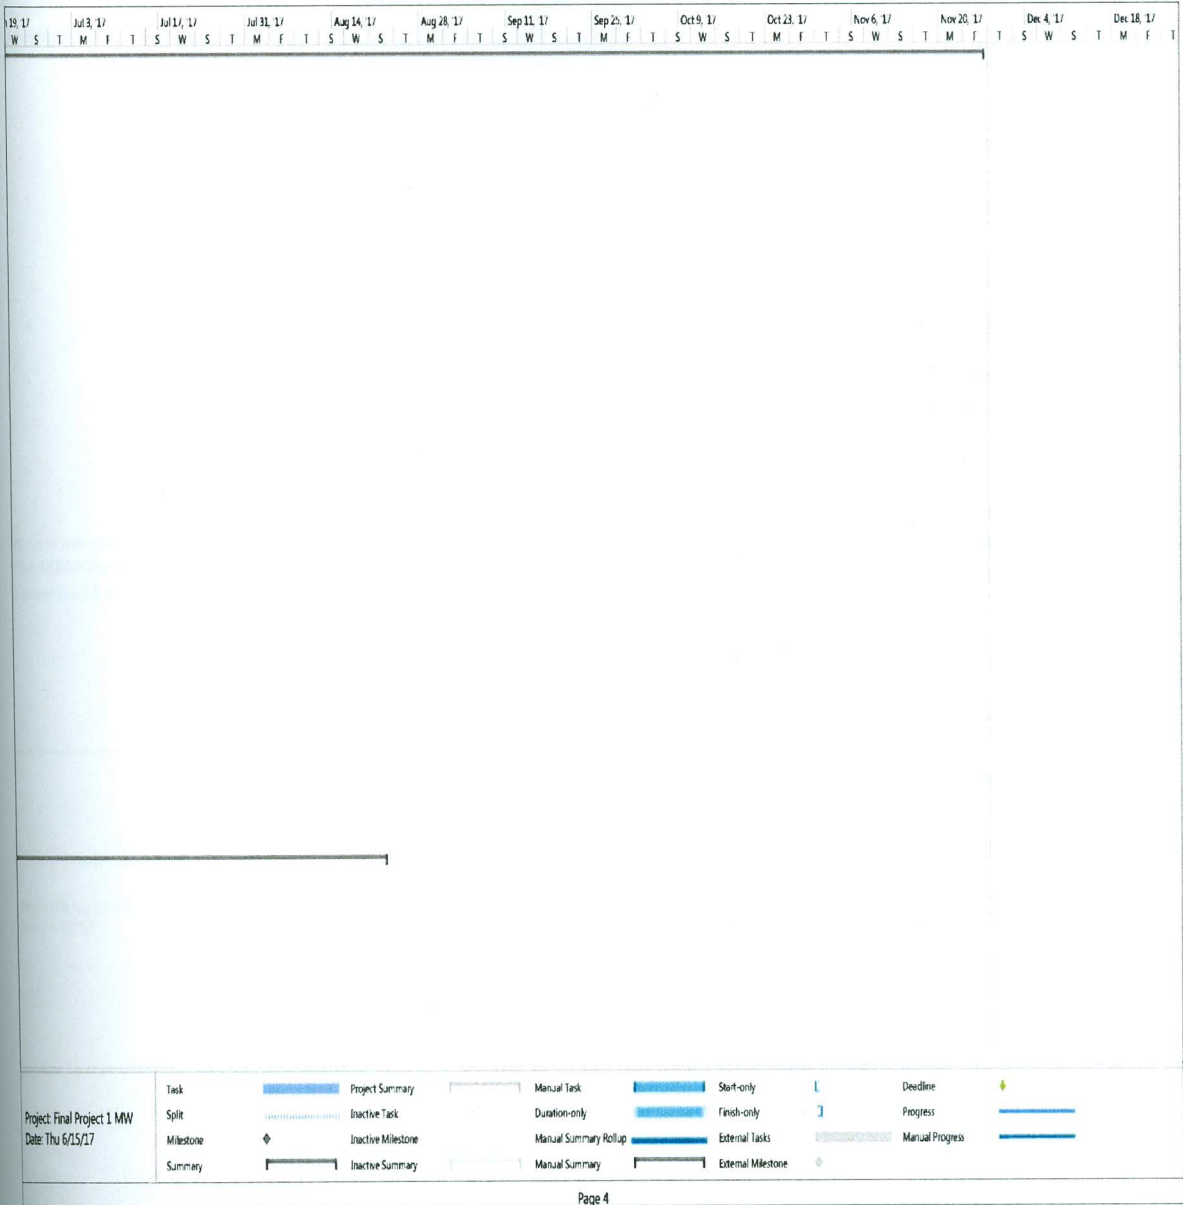 19, '17 Jul 3, '17 Jul 17, '17 Jul 31, '17 Aug 14, '17 Aug 28, '17 Sep 11, '17 Sep 25, '17 Oct 9, '17 Oct 23, '17 Nov 6, '17 Nov 20, '17 Dec 4, '17 Dec 18, '17
W S T M F T S W S T M F T S W S T M F T S W S T M F T S W S T M F T S W S T M F T S W S T M F T
Task Project Summary Manual Task Start-only Deadline
Project: Final Project 1 MW Split Inactive Task Duration-only Finish-only Progress
Date: Thu 6/15/17 Milestone Inactive Milestone Manual Summary Rollup External Tasks Manual Progress
Summary Inactive Summary Manual Summary External Milestone
Page 4